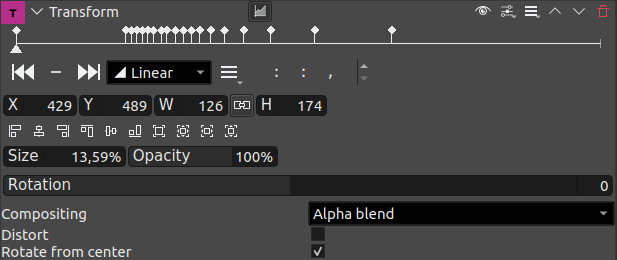 T Transform
Linear : : ,
X 429 Y 489 W 126 H 174
Size 13,59% Opacity 100%
Rotation 0
Compositing Alpha blend
Distort
Rotate from center